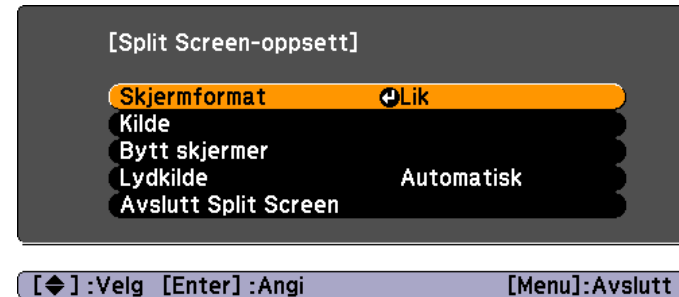 [Split Screen-oppsett]
Skjermformat Lik
Kilde
Bytt skjermer
Lydkilde Automatisk
Avslutt Split Screen
[◆]:Velg [Enter]:Angi [Menu]:Avslutt